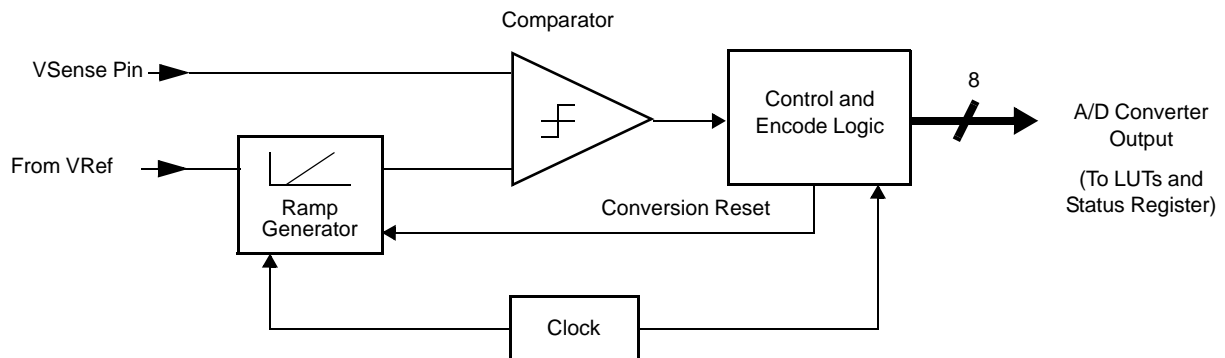 Comparator
VSense Pin
8
Control and
Encode Logic
A/D Converter
Output
From VRef
(To LUTs and
Status Register)
Ramp
Generator
Conversion Reset
Clock